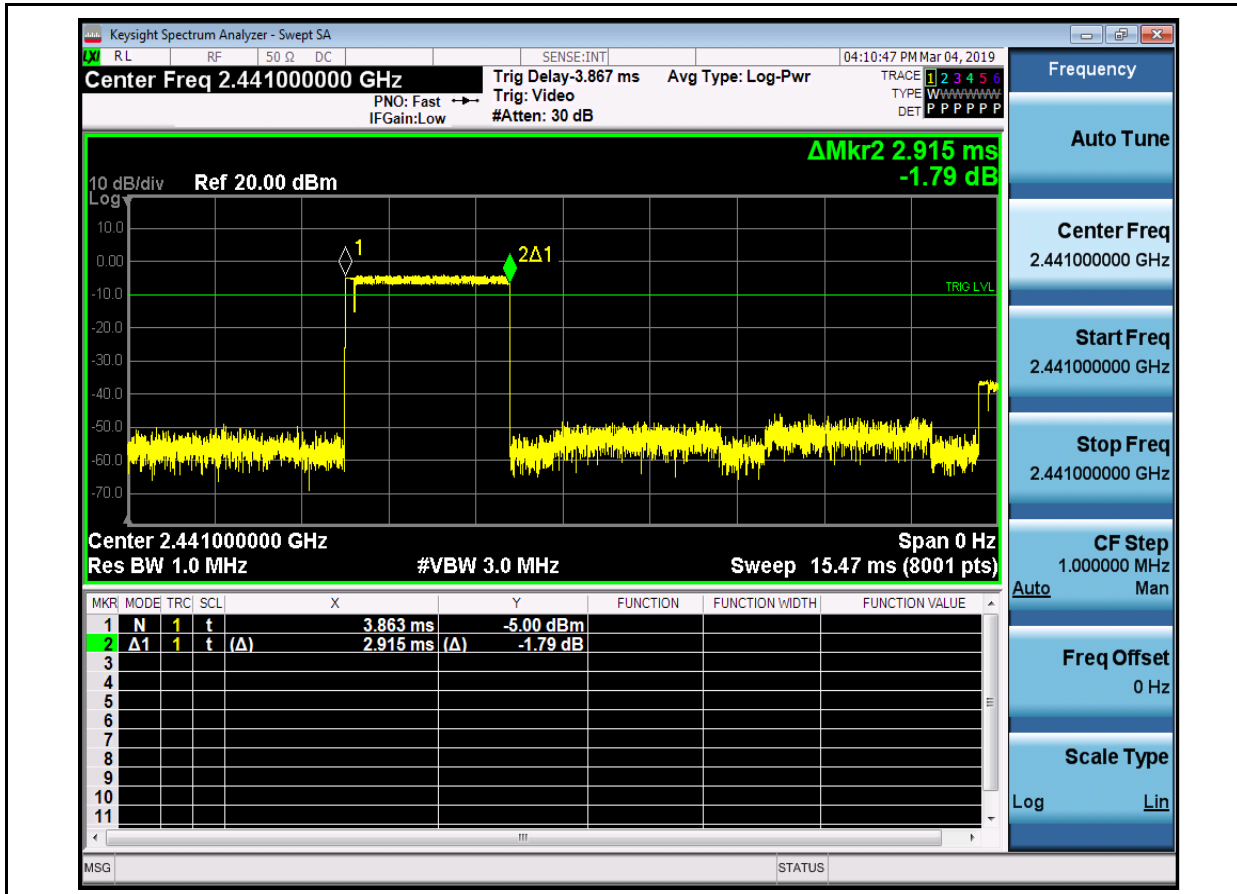 Keysight Spectrum Analyzer - Swept SA
LXI RL RF 50 Ω DC SENSE:INT 04:10:47 PM Mar 04, 2019
Center Freq 2.441000000 GHz
PNO: Fast
IFGain:Low
Trig Delay-3.867 ms
Trig: Video
#Atten: 30 dB
Avg Type: Log-Pwr
TRACE 1 2 3 4 5 6
TYPE WWWWWW
DET P P P P P P
ΔMkr2 2.915 ms
-1.79 dB
10 dB/div Ref 20.00 dBm
Log
10.0
0.00
-10.0
-20.0
-30.0
-40.0
-50.0
-60.0
-70.0
1
2Δ1
TRIG LVL
Center 2.441000000 GHz Span 0 Hz
Res BW 1.0 MHz #VBW 3.0 MHz Sweep 15.47 ms (8001 pts)
MKR MODE TRC SCL X Y FUNCTION FUNCTION WIDTH FUNCTION VALUE
1 N 1 t 3.863 ms -5.00 dBm
2 Δ1 1 t (Δ) 2.915 ms (Δ) -1.79 dB
3
4
5
6
7
8
9
10
11
MSG STATUS
Frequency
Auto Tune
Center Freq
2.441000000 GHz
Start Freq
2.441000000 GHz
Stop Freq
2.441000000 GHz
CF Step
1.000000 MHz
Auto Man
Freq Offset
0 Hz
Scale Type
Log Lin